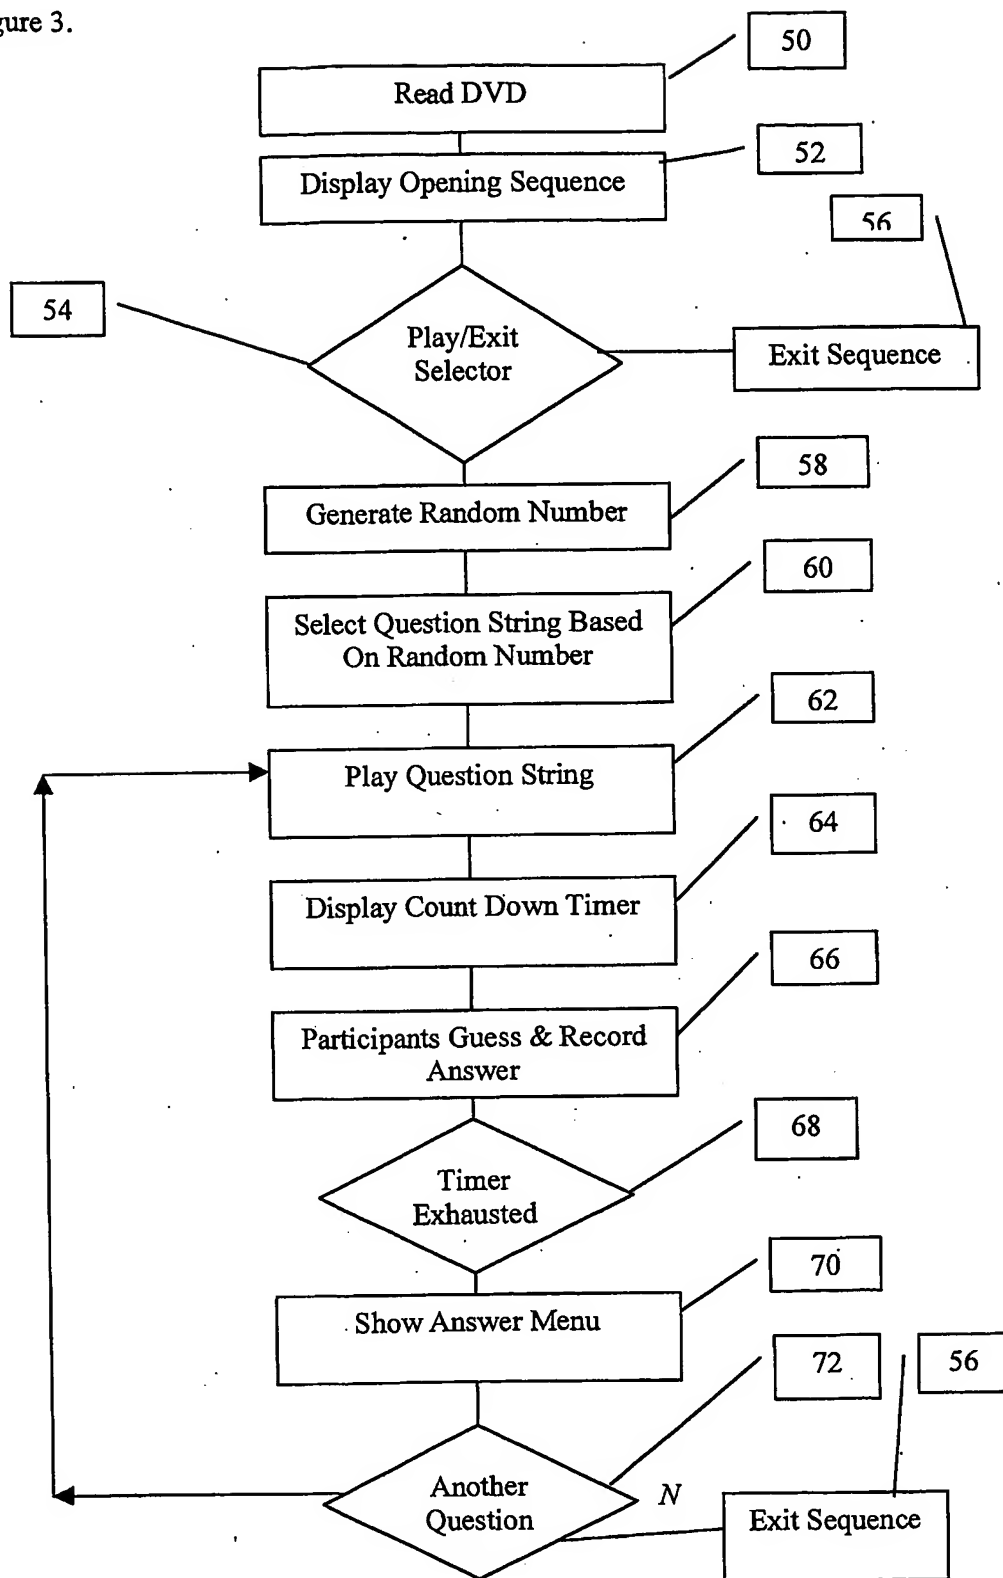 gure 3.
50
Read DVD
52
Display Opening Sequence
56
54
Play/Exit
Selector
Exit Sequence
58
Generate Random Number
60
Select Question String Based
On Random Number
62
Play Question String
64
Display Count Down Timer
66
Participants Guess & Record
Answer
68
Timer
Exhausted
70
Show Answer Menu
72
56
Another
Question
N
Exit Sequence